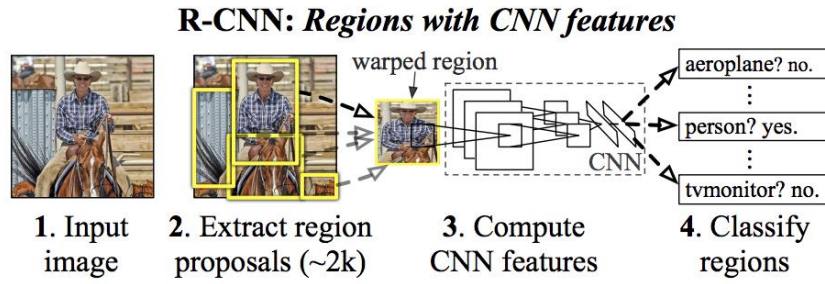 R-CNN: Regions with CNN features
warped region
aeroplane? no.
person? yes.
CNN
tvmonitor? no.
1. Input
image
2. Extract region
proposals (~2k)
3. Compute
CNN features
4. Classify
regions